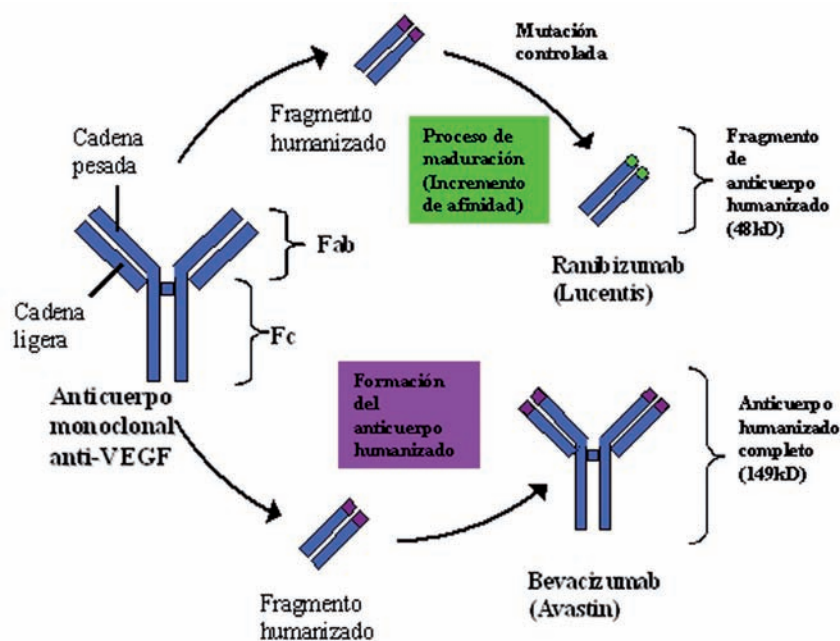 Mutación
controlada
Fragmento
humanizado
Proceso de
maduración
(Incremento
de afinidad)
Fragmento
de
anticuerpo
humanizado
(48kD)
Ranibizumab
(Lucentis)
Cadena
pesada
Fab
Cadena
ligera
Fc
Anticuerpo
monoclonal
anti-VEGF
Formación
del
anticuerpo
humanizado
Anticuerpo
humanizado
completo
(149kD)
Fragmento
humanizado
Bevacizumab
(Avastin)